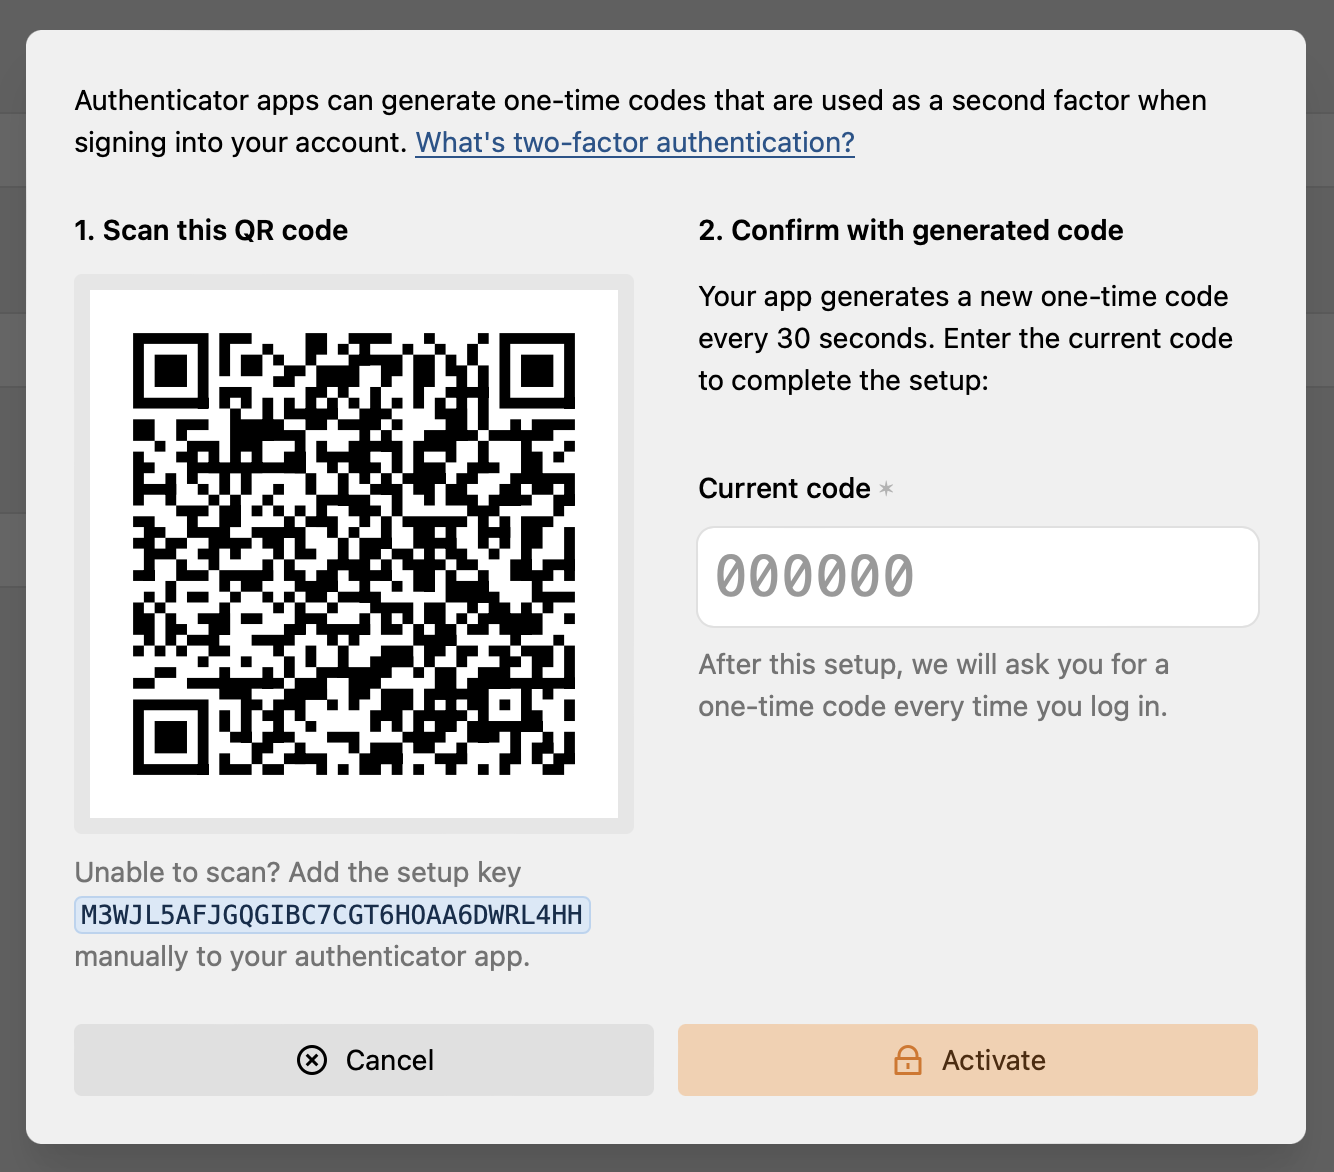 Authenticator apps can generate one-time codes that are used as a second factor when
signing into your account. What's two-factor authentication?
1. Scan this QR code
Unable to scan? Add the setup key
M3WJL5AFJGQGIBC7CGT6HOAA6DWRL4HH
manually to your authenticator app.
2. Confirm with generated code
Your app generates a new one-time code
every 30 seconds. Enter the current code
to complete the setup:
Current code *
000000
After this setup, we will ask you for a
one-time code every time you log in.
Cancel
Activate